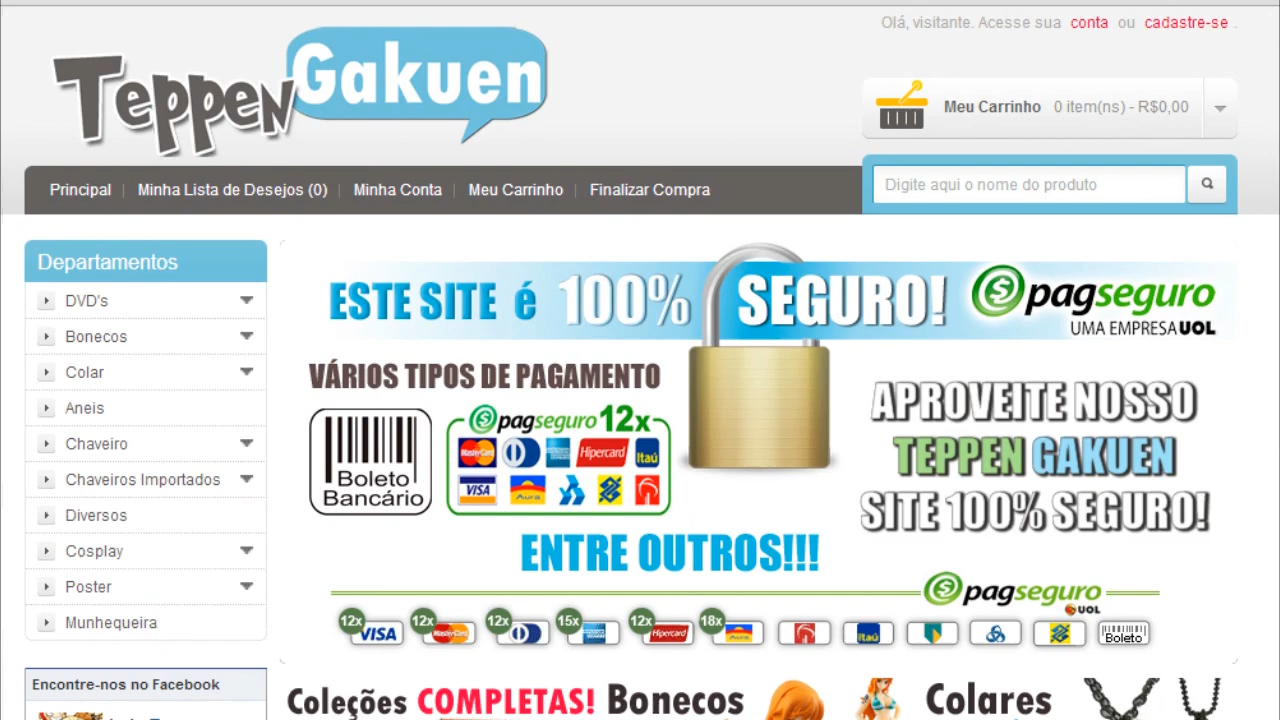 Olá, visitante. Acesse sua conta ou cadastre-se .
Teppen Gakuen
Meu Carrinho 0 item(ns) - R$0,00
Principal Minha Lista de Desejos (0) Minha Conta Meu Carrinho Finalizar Compra
Digite aqui o nome do produto
Departamentos
DVD's
Bonecos
Colar
Aneis
Chaveiro
Chaveiros Importados
Diversos
Cosplay
Poster
Munhequeira
Encontre-nos no Facebook
ESTE SITE é 100% SEGURO!
pagseguro
UMA EMPRESA UOL
VÁRIOS TIPOS DE PAGAMENTO
Boleto
Bancário
pagseguro 12x
MasterCard Hipercard Itaú
VISA Aura
APROVEITE NOSSO
TEPPEN GAKUEN
SITE 100% SEGURO!
ENTRE OUTROS!!!
pagseguro
UOL
12x 12x 12x 15x 12x 18x
VISA MasterCard Hipercard Aura Itaú Boleto
Coleções COMPLETAS! Bonecos Colares